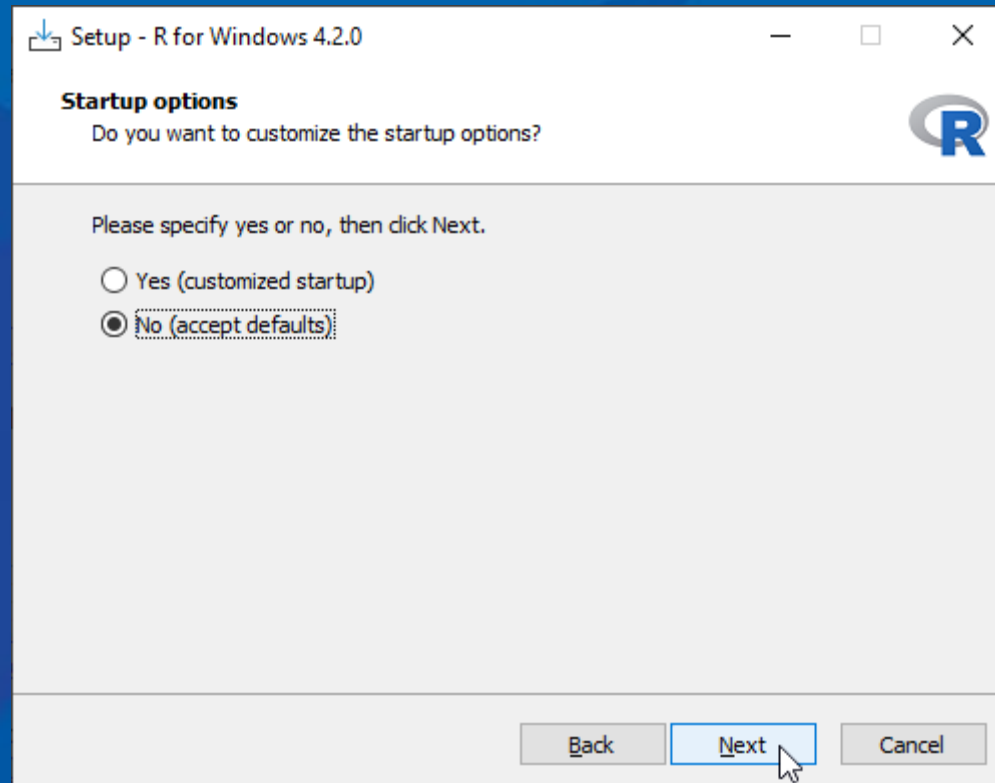 Setup - R for Windows 4.2.0
Startup options
Do you want to customize the startup options?
R
Please specify yes or no, then click Next.
Yes (customized startup)
No (accept defaults)
Back
Next
Cancel